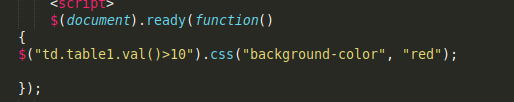 <script>
$(document).ready(function()
{
$("td.table1.val()>10").css("background-color", "red");
});